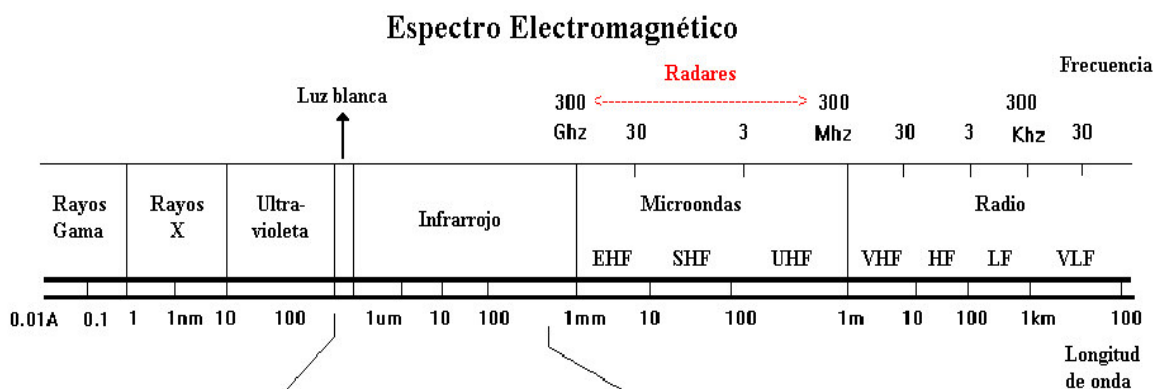 Espectro Electromagnético
Frecuencia
Radares
Luz blanca
300 300 300
Ghz 30 3 Mhz 30 3 Khz 30
Rayos Rayos Ultra- Infrarrojo Microondas Radio
Gama X violeta
EHF SHF UHF VHF HF LF VLF
0.01A 0.1 1 1nm 10 100 1um 10 100 1mm 10 100 1m 10 100 1km 100
Longitud
de onda